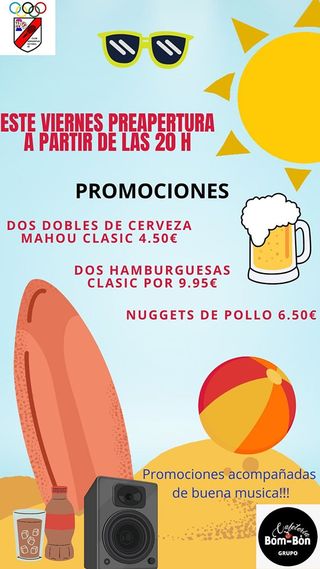 ESTE VIERNES PREAPERTURA
A PARTIR DE LAS 20 H
PROMOCIONES
DOS DOBLES DE CERVEZA
MAHOU CLASIC 4.50€
DOS HAMBURGUESAS
CLASIC POR 9.95€
NUGGETS DE POLLO 6.50€
Promociones acompañadas
de buena musica!!!
Cafetería
Bom-Bon
GRUPO